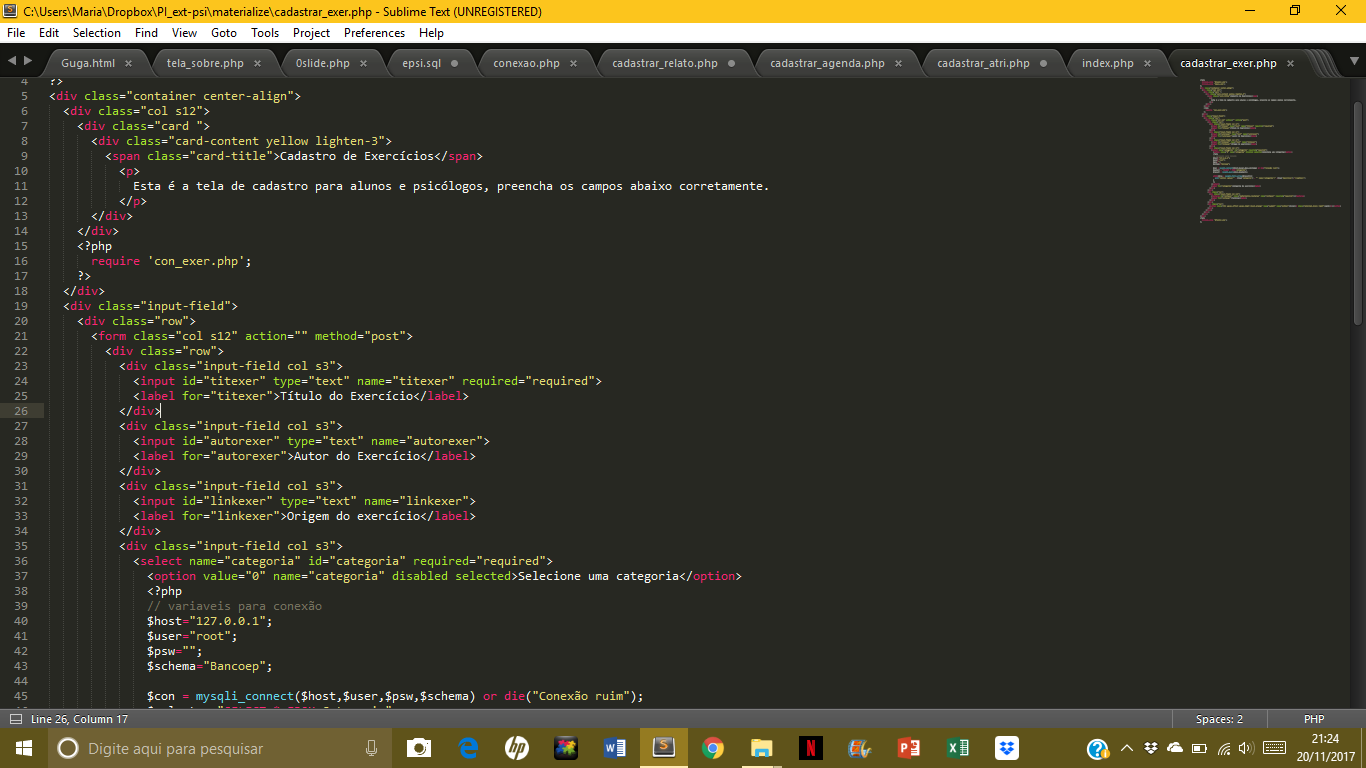 C:\Users\Maria\Dropbox\PI_ext-psi\materialize\cadastrar_exer.php - Sublime Text (UNREGISTERED)
File Edit Selection Find View Goto Tools Project Preferences Help
Guga.html × tela_sobre.php × 0slide.php × epsi.sql conexao.php × cadastrar_relato.php cadastrar_agenda.php × cadastrar_atri.php index.php × cadastrar_exer.php ×
4 ?>
5 <div class="container center-align">
6 <div class="col s12">
7 <div class="card ">
8 <div class="card-content yellow lighten-3">
9 <span class="card-title">Cadastro de Exercícios</span>
10 <p>
11 Esta é a tela de cadastro para alunos e psicólogos, preencha os campos abaixo corretamente.
12 </p>
13 </div>
14 </div>
15 <?php
16 require 'con_exer.php';
17 ?>
18 </div>
19 <div class="input-field">
20 <div class="row">
21 <form class="col s12" action="" method="post">
22 <div class="row">
23 <div class="input-field col s3">
24 <input id="titexer" type="text" name="titexer" required="required">
25 <label for="titexer">Título do Exercício</label>
26 </div>
27 <div class="input-field col s3">
28 <input id="autorexer" type="text" name="autorexer">
29 <label for="autorexer">Autor do Exercício</label>
30 </div>
31 <div class="input-field col s3">
32 <input id="linkexer" type="text" name="linkexer">
33 <label for="linkexer">Origem do exercício</label>
34 </div>
35 <div class="input-field col s3">
36 <select name="categoria" id="categoria" required="required">
37 <option value="0" name="categoria" disabled selected>Selecione uma categoria</option>
38 <?php
39 // variaveis para conexão
40 $host="127.0.0.1";
41 $user="root";
42 $psw="";
43 $schema="Bancoep";
44
45 $con = mysqli_connect($host,$user,$psw,$schema) or die("Conexão ruim");
Line 26, Column 17 Spaces: 2 PHP
Digite aqui para pesquisar
21:24
20/11/2017